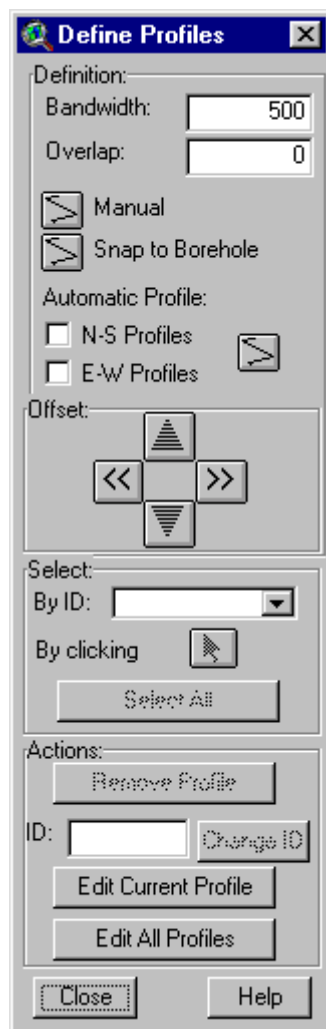 Define Profiles
Definition:
Bandwidth: 500
Overlap: 0
Manual
Snap to Borehole
Automatic Profile:
N-S Profiles
E-W Profiles
Offset:
<< >>
Select:
By ID:
By clicking
Select All
Actions:
Remove Profile
ID: Change ID
Edit Current Profile
Edit All Profiles
Close Help